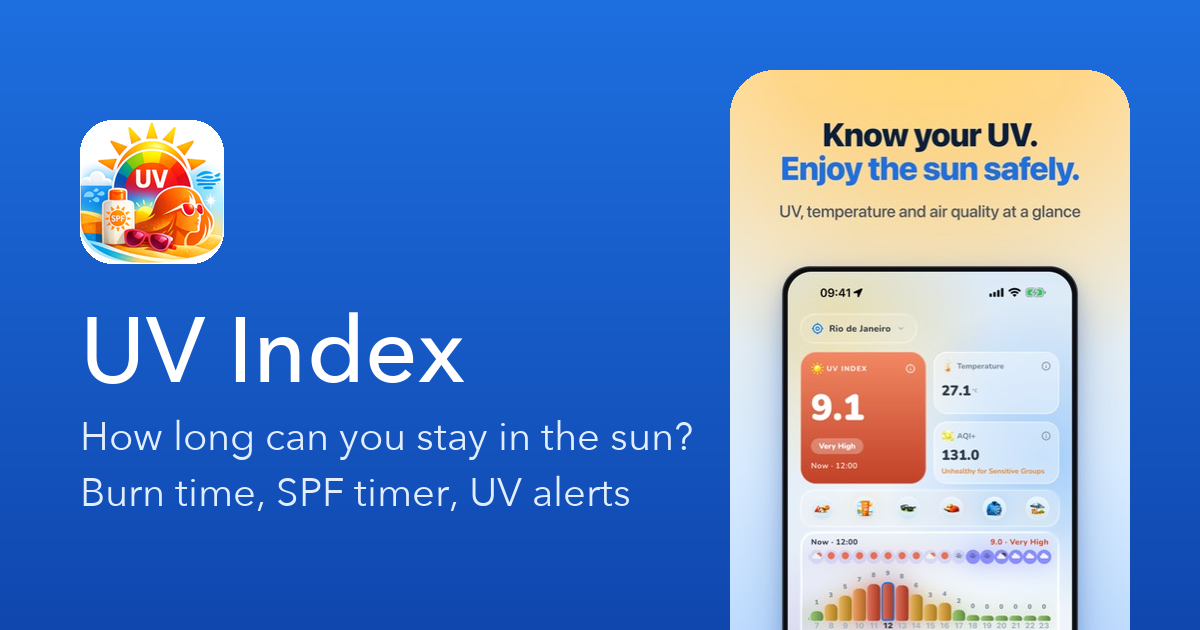 UV
SPF
UV Index
How long can you stay in the sun?
Burn time, SPF timer, UV alerts
Know your UV.
Enjoy the sun safely.
UV, temperature and air quality at a glance
09:41
Rio de Janeiro
UV INDEX
9.1
Very High
Now · 12:00
Temperature
27.1 °C
AQI+
131.0
Unhealthy for Sensitive Groups
Now · 12:00 9.0 · Very High
1 3 5 7 8 9 8 6 3 4 2 0 0 0 0 0 0
7 8 9 10 11 12 13 14 15 16 17 18 19 20 21 22 23